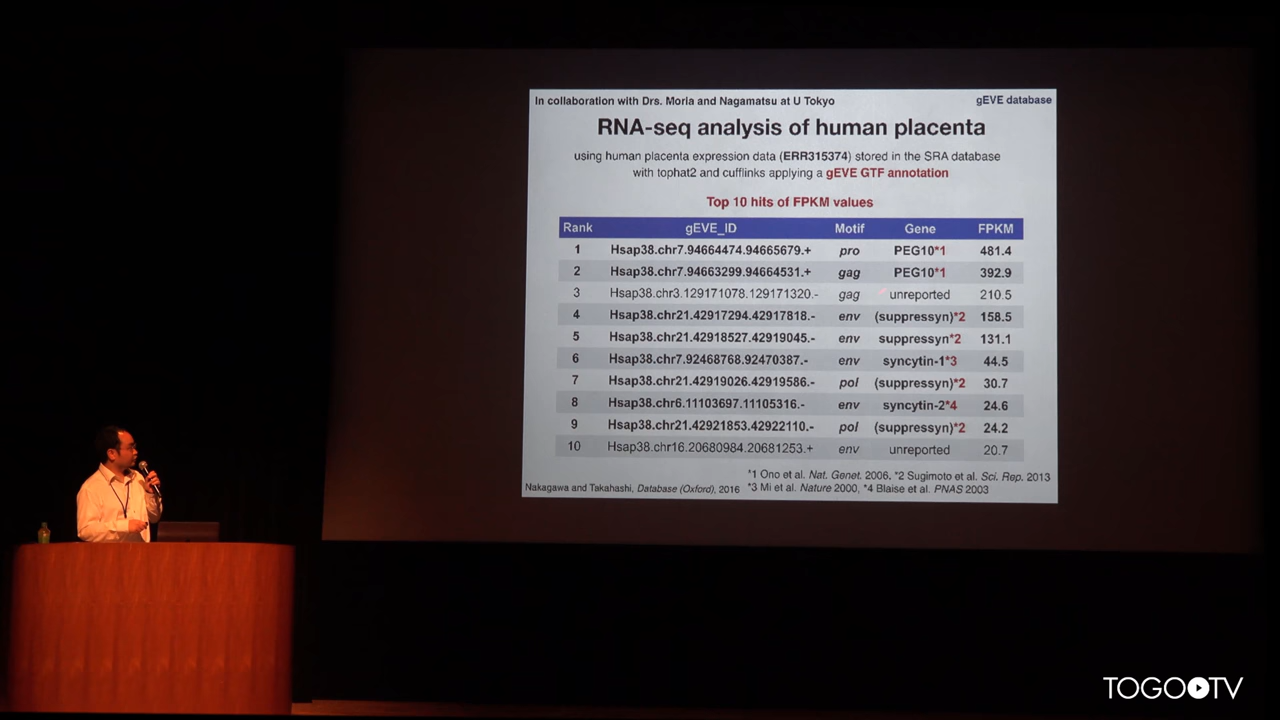 In collaboration with Drs. Moria and Nagamatsu at U Tokyo
gEVE database
RNA-seq analysis of human placenta
using human placenta expression data (ERR315374) stored in the SRA database
with tophat2 and cufflinks applying a gEVE GTF annotation
Top 10 hits of FPKM values
Rank gEVE_ID Motif Gene FPKM
1 Hsap38.chr7.94664474.94665679.+ pro PEG10*1 481.4
2 Hsap38.chr7.94663299.94664531.+ gag PEG10*1 392.9
3 Hsap38.chr3.129171078.129171320.- gag unreported 210.5
4 Hsap38.chr21.42917294.42917818.- env (suppressyn)*2 158.5
5 Hsap38.chr21.42918527.42919045.- env suppressyn*2 131.1
6 Hsap38.chr7.92468768.92470387.- env syncytin-1*3 44.5
7 Hsap38.chr21.42919026.42919586.- pol (suppressyn)*2 30.7
8 Hsap38.chr6.11103697.11105316.- env syncytin-2*4 24.6
9 Hsap38.chr21.42921853.42922110.- pol (suppressyn)*2 24.2
10 Hsap38.chr16.20680984.20681253.+ env unreported 20.7
*1 Ono et al. Nat. Genet. 2006, *2 Sugimoto et al. Sci. Rep. 2013
Nakagawa and Takahashi, Database (Oxford), 2016 *3 Mi et al. Nature 2000, *4 Blaise et al. PNAS 2003
TOGOTV